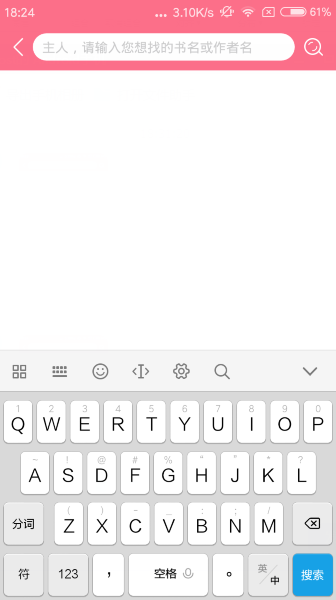 18:24 ... 3.10K/s 61%
主人，请输入您想找的书名或作者名
1 2 3 4 5 6 7 8 9 0
Q W E R T Y U I O P
~ ! @ # % “ ” * ?
A S D F G H J K L
( ) - _ : ; /
分词 Z X C V B N M
符 123 ， 空格 。 英/中 搜索